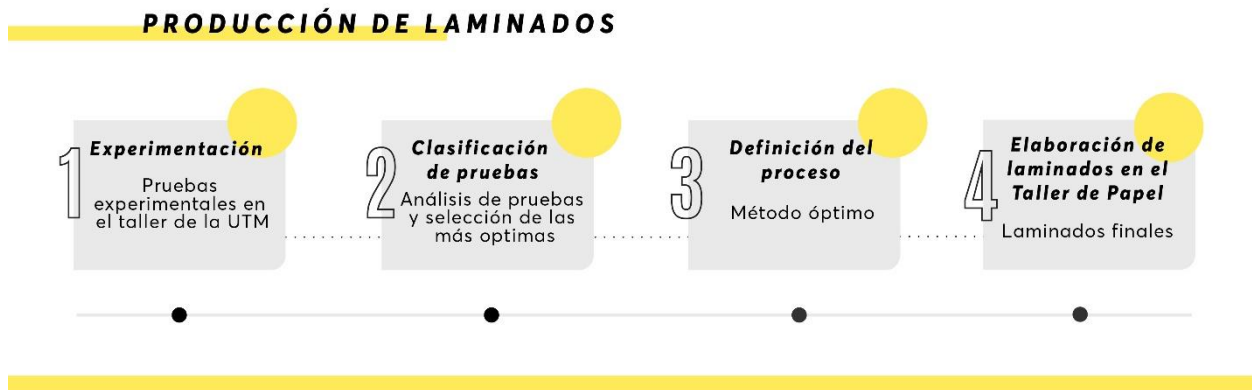 PRODUCCIÓN DE LAMINADOS
1
Experimentación
Pruebas
experimentales en
el taller de la UTM
2
Clasificación
de pruebas
Análisis de pruebas
y selección de las
más optimas
3
Definición del
proceso
Método óptimo
4
Elaboración de
laminados en el
Taller de Papel
Laminados finales